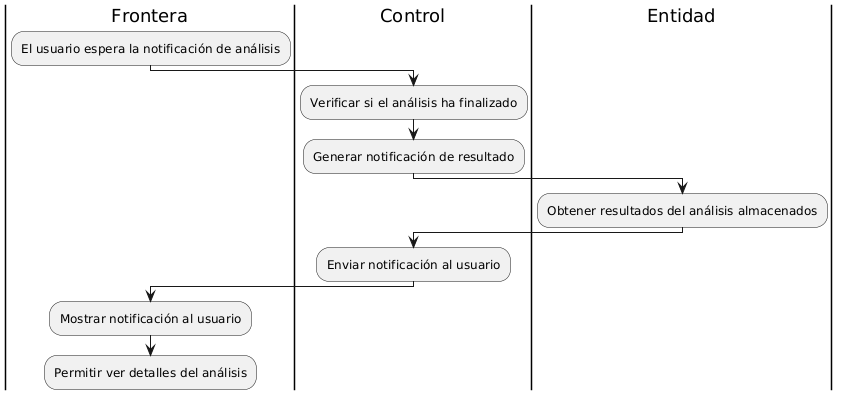 Frontera
Control
Entidad
El usuario espera la notificación de análisis
Verificar si el análisis ha finalizado
Generar notificación de resultado
Obtener resultados del análisis almacenados
Enviar notificación al usuario
Mostrar notificación al usuario
Permitir ver detalles del análisis